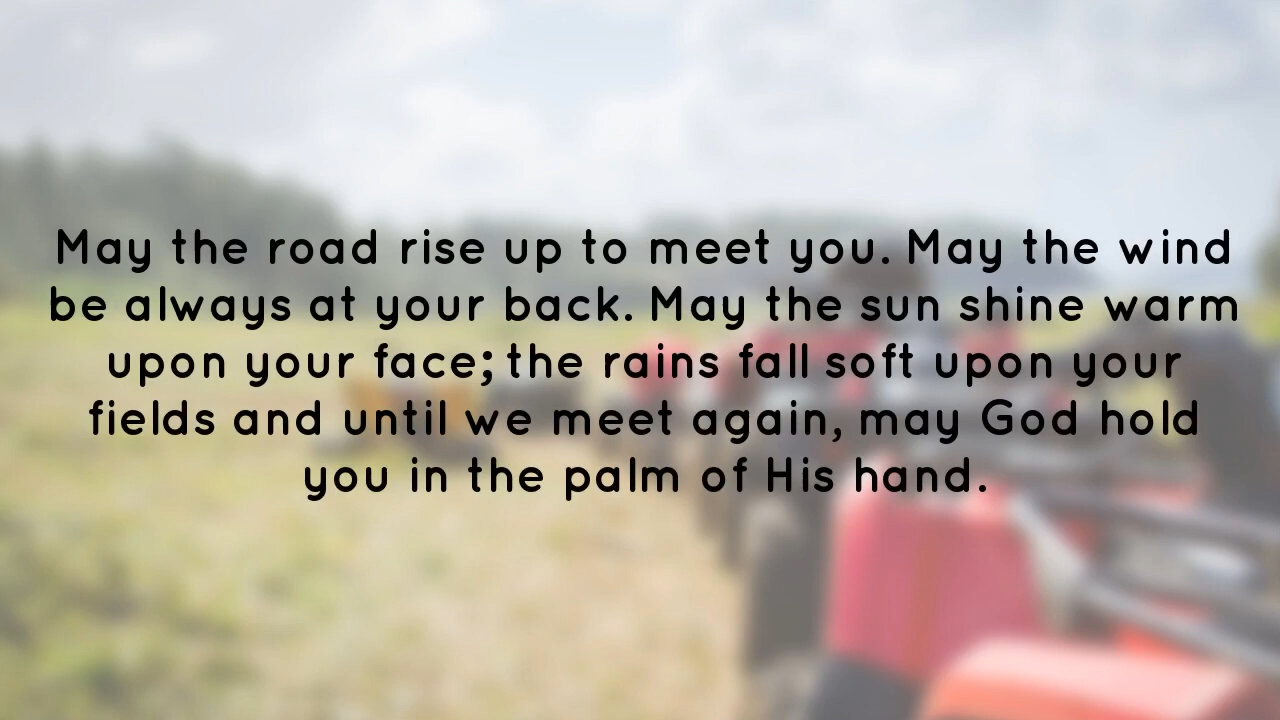 May the road rise up to meet you. May the wind
be always at your back. May the sun shine warm
upon your face; the rains fall soft upon your
fields and until we meet again, may God hold
you in the palm of His hand.